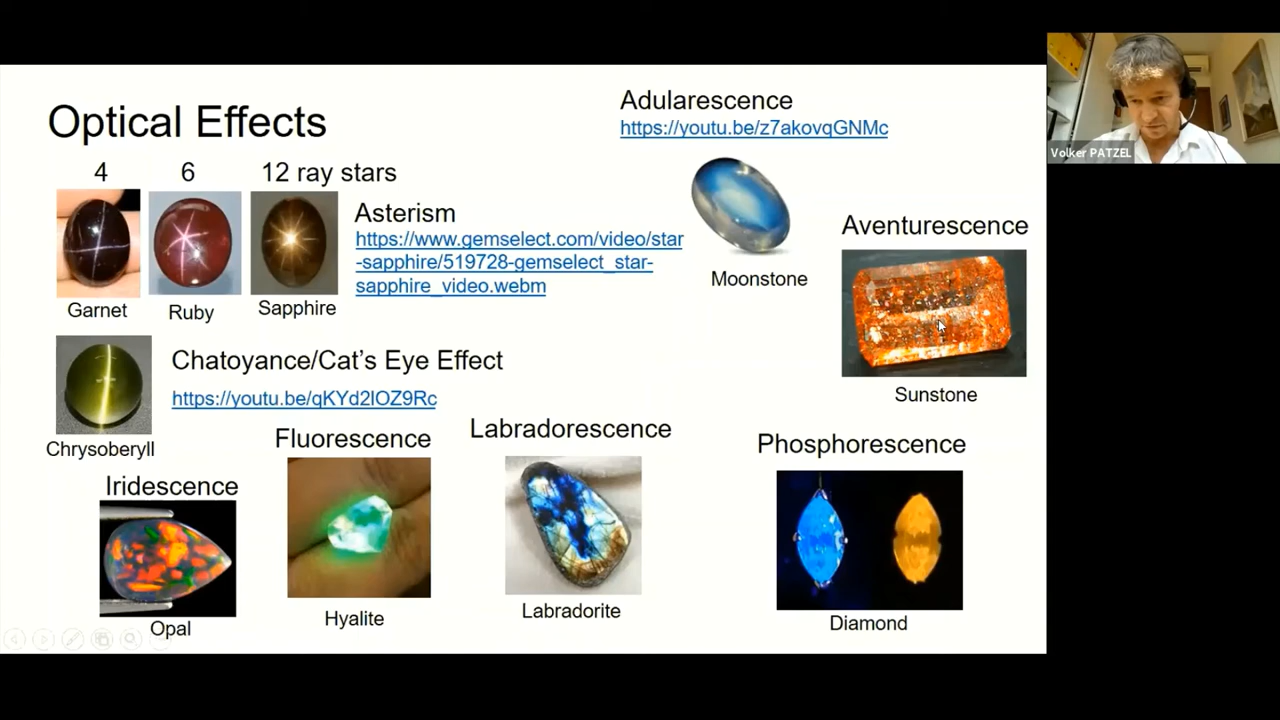 Optical Effects
4 6 12 ray stars
Garnet
Ruby
Sapphire
Asterism
https://www.gemselect.com/video/star
-sapphire/519728-gemselect_star-
sapphire_video.webm
Adularescence
https://youtu.be/z7akovqGNMc
Moonstone
Aventurescence
Sunstone
Chrysoberyll
Chatoyance/Cat's Eye Effect
https://youtu.be/qKYd2lOZ9Rc
Iridescence
Opal
Fluorescence
Hyalite
Labradorescence
Labradorite
Phosphorescence
Diamond
Volker PATZEL